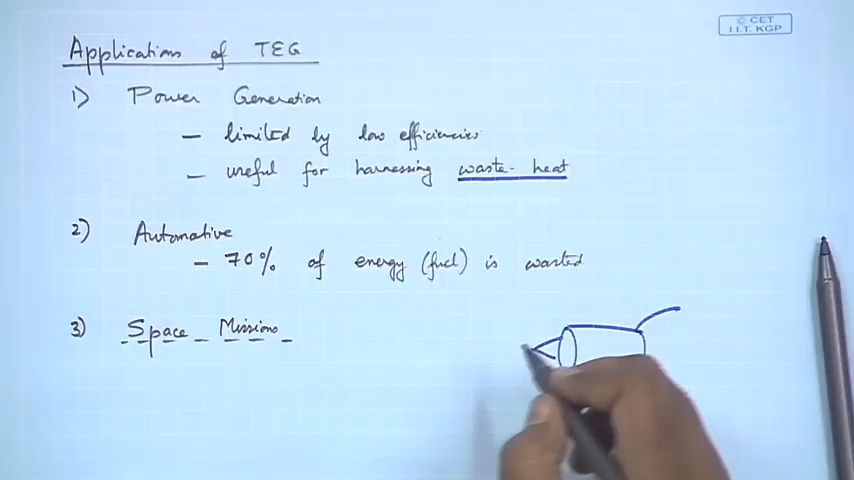 © CET
I.I.T. KGP
Applications of TEG
1) Power Generation
— limited by low efficiencies
— useful for harnessing waste-heat
2) Automotive
— 70% of energy (fuel) is wasted
3) Space Missions